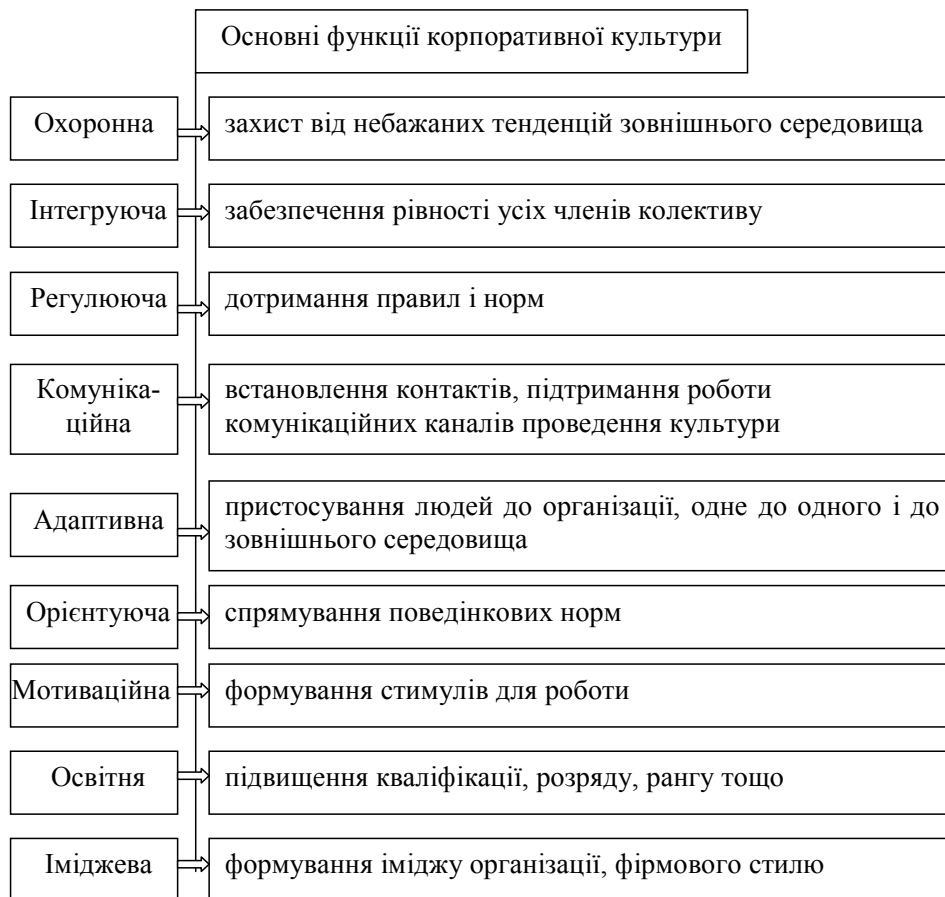 Основні функції корпоративної культури
Охоронна
захист від небажаних тенденцій зовнішнього середовища
Інтегруюча
забезпечення рівності усіх членів колективу
Регулююча
дотримання правил і норм
Комуніка-
ційна
встановлення контактів, підтримання роботи
комунікаційних каналів проведення культури
Адаптивна
пристосування людей до організації, одне до одного і до
зовнішнього середовища
Орієнтуюча
спрямування поведінкових норм
Мотиваційна
формування стимулів для роботи
Освітня
підвищення кваліфікації, розряду, рангу тощо
Іміджева
формування іміджу організації, фірмового стилю